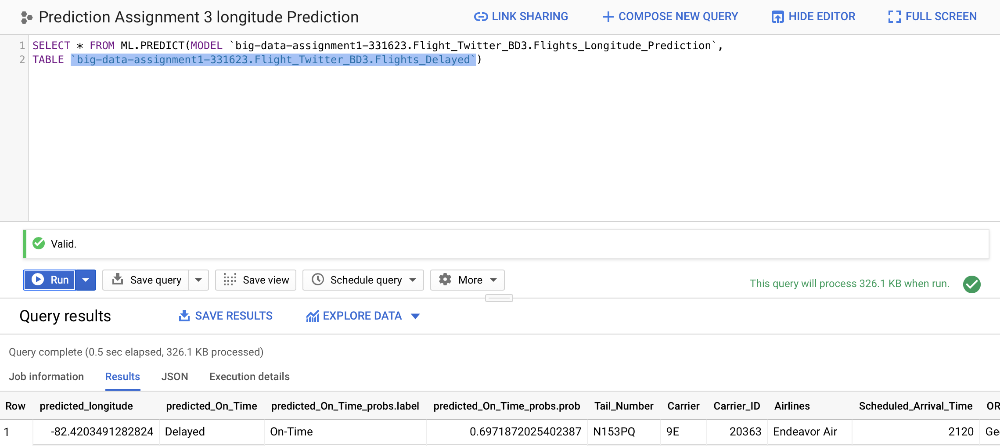 Prediction Assignment 3 longitude Prediction LINK SHARING COMPOSE NEW QUERY HIDE EDITOR FULL SCREEN
1 SELECT * FROM ML.PREDICT(MODEL `big-data-assignment1-331623.Flight_Twitter_BD3.Flights_Longitude_Prediction`,
2 TABLE `big-data-assignment1-331623.Flight_Twitter_BD3.Flights_Delayed`)
Valid.
Run Save query Save view Schedule query More This query will process 326.1 KB when run.
Query results SAVE RESULTS EXPLORE DATA
Query complete (0.5 sec elapsed, 326.1 KB processed)
Job information Results JSON Execution details
Row predicted_longitude predicted_On_Time predicted_On_Time_probs.label predicted_On_Time_probs.prob Tail_Number Carrier Carrier_ID Airlines Scheduled_Arrival_Time OR
1 -82.4203491282824 Delayed On-Time 0.6971872025402387 N153PQ 9E 20363 Endeavor Air 2120 Ge